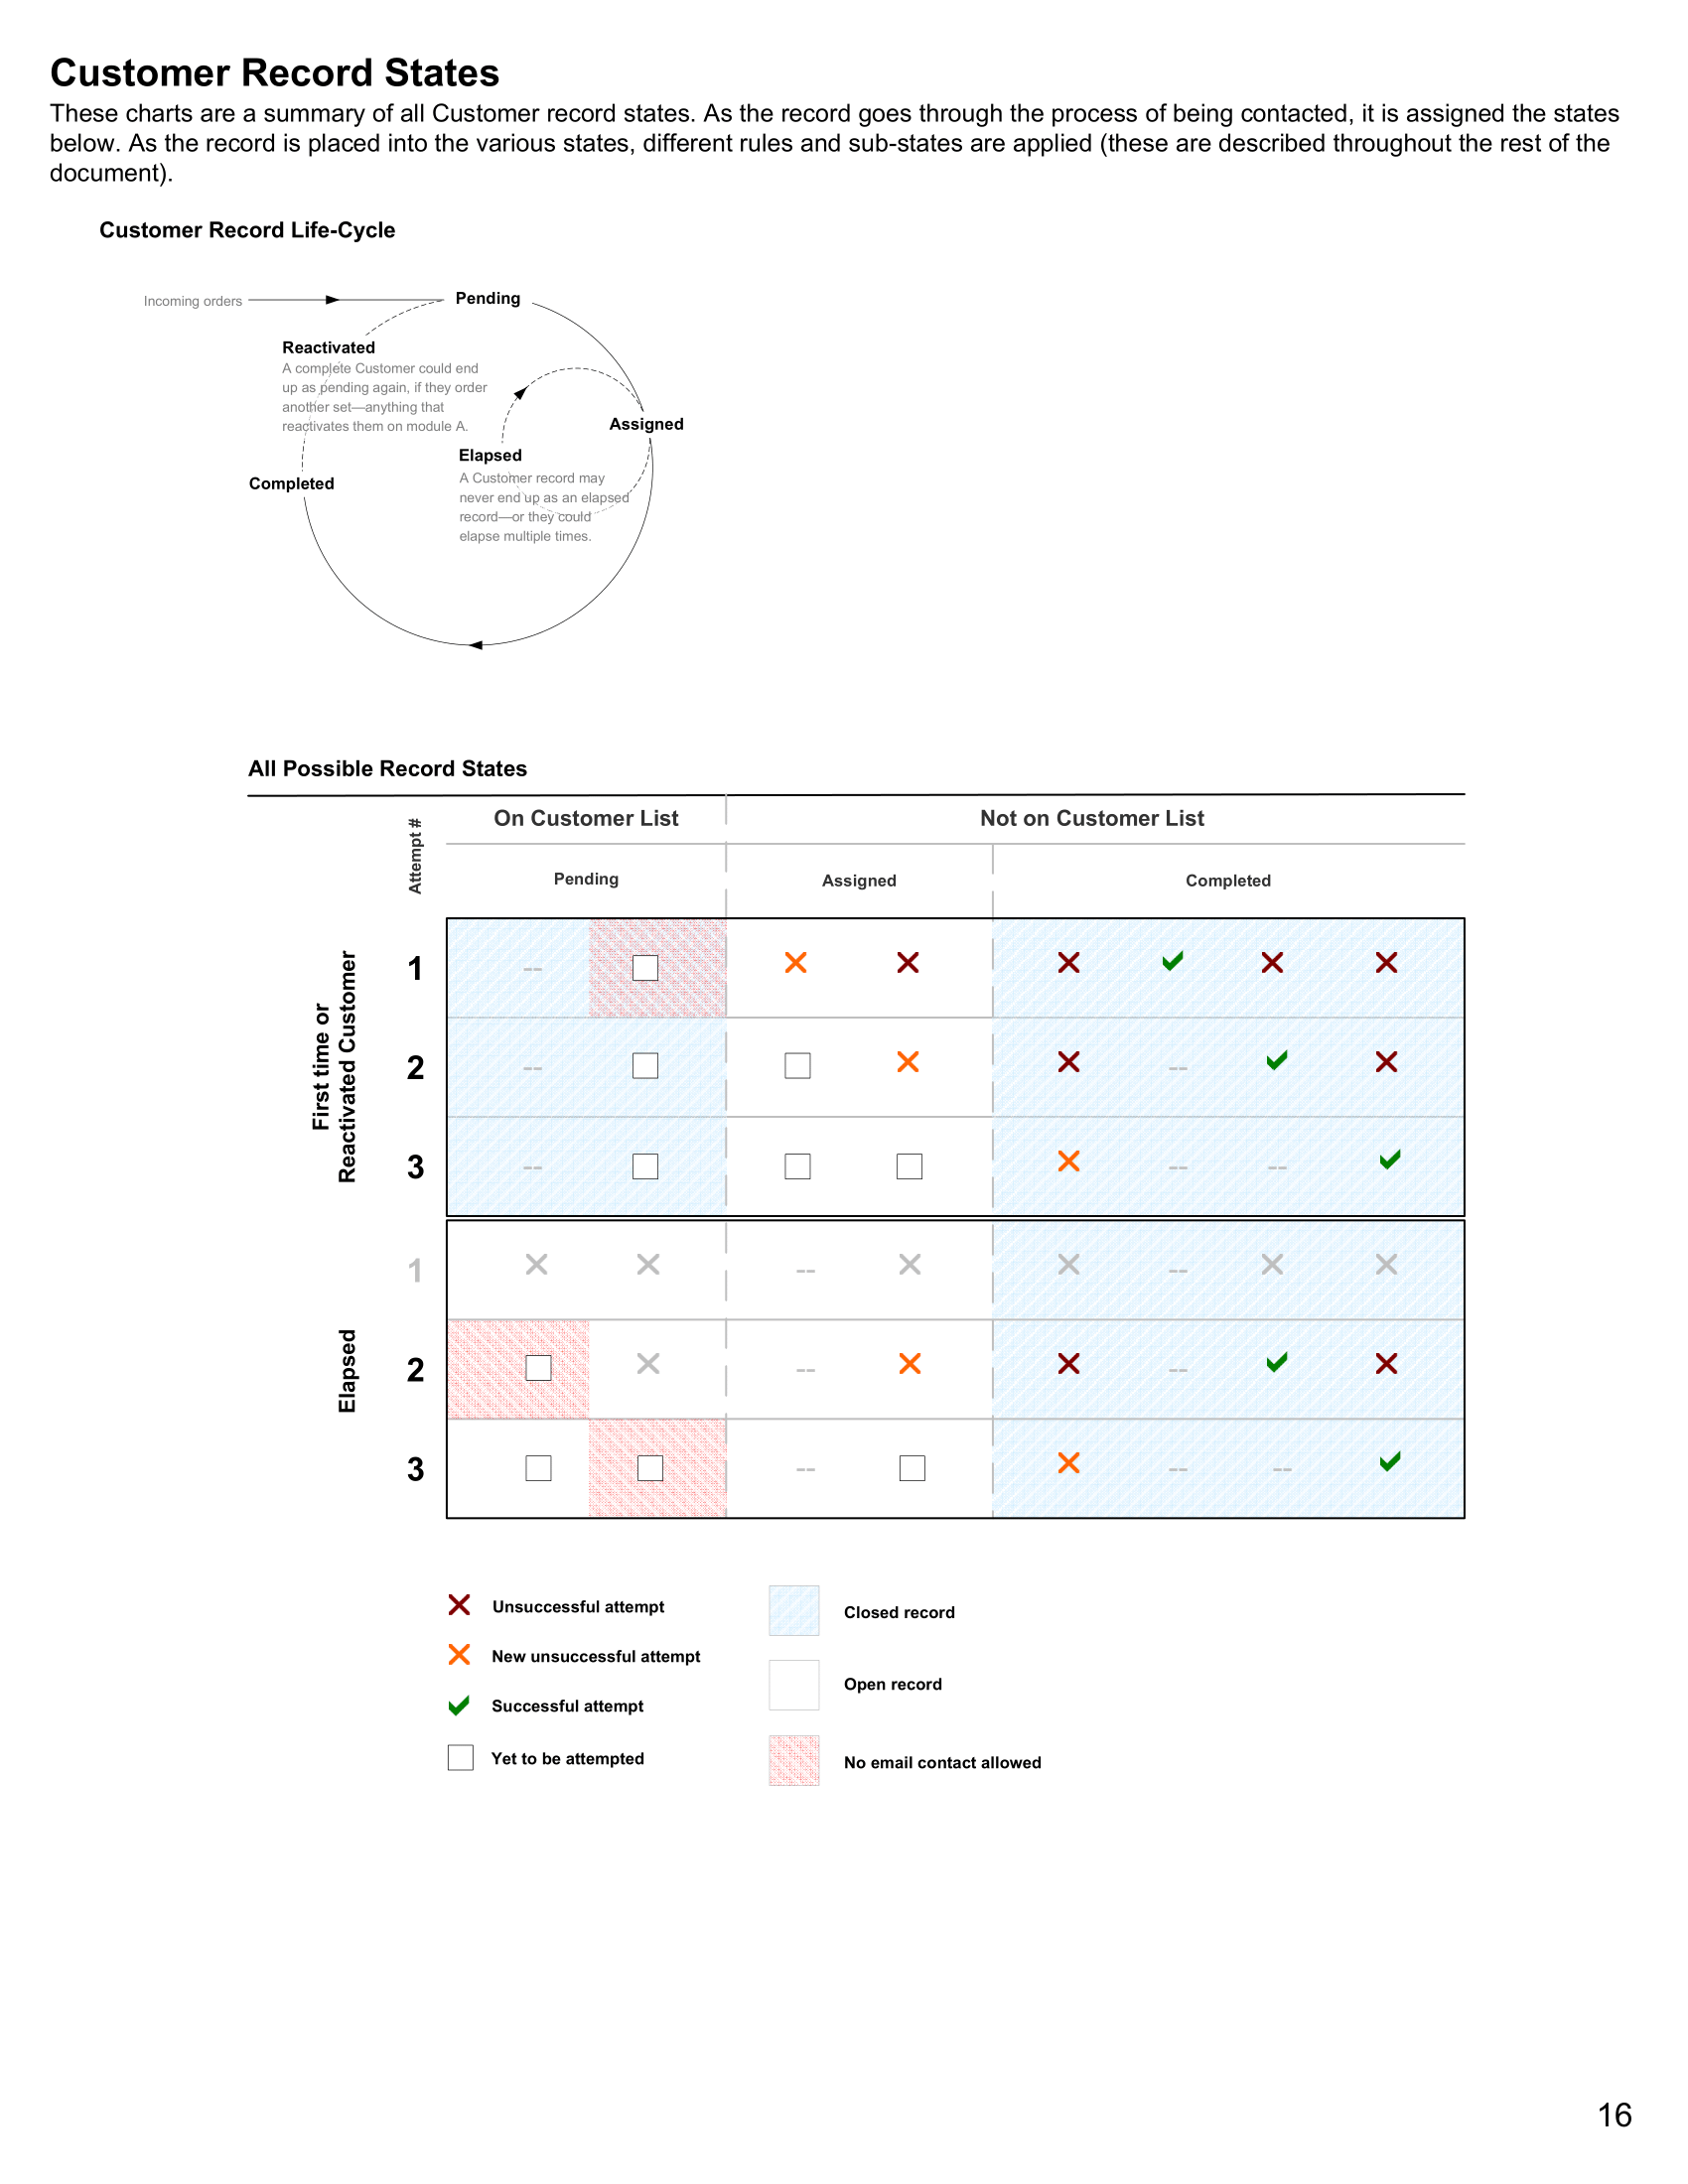 Customer Record States
These charts are a summary of all Customer record states. As the record goes through the process of being contacted, it is assigned the states
below. As the record is placed into the various states, different rules and sub-states are applied (these are described throughout the rest of the
document).
Customer Record Life-Cycle
Incoming orders
Pending
Reactivated
A complete Customer could end
up as pending again, if they order
another set—anything that
reactivates them on module A.
Assigned
Elapsed
A Customer record may
never end up as an elapsed
record—or they could
elapse multiple times.
Completed
All Possible Record States
Attempt #
On Customer List
Not on Customer List
Pending
Assigned
Completed
First time or
Reactivated Customer
1
--
2
--
--
3
--
-- --
Elapsed
1
-- --
2
-- --
3
-- -- --
Unsuccessful attempt
New unsuccessful attempt
Successful attempt
Yet to be attempted
Closed record
Open record
No email contact allowed
16